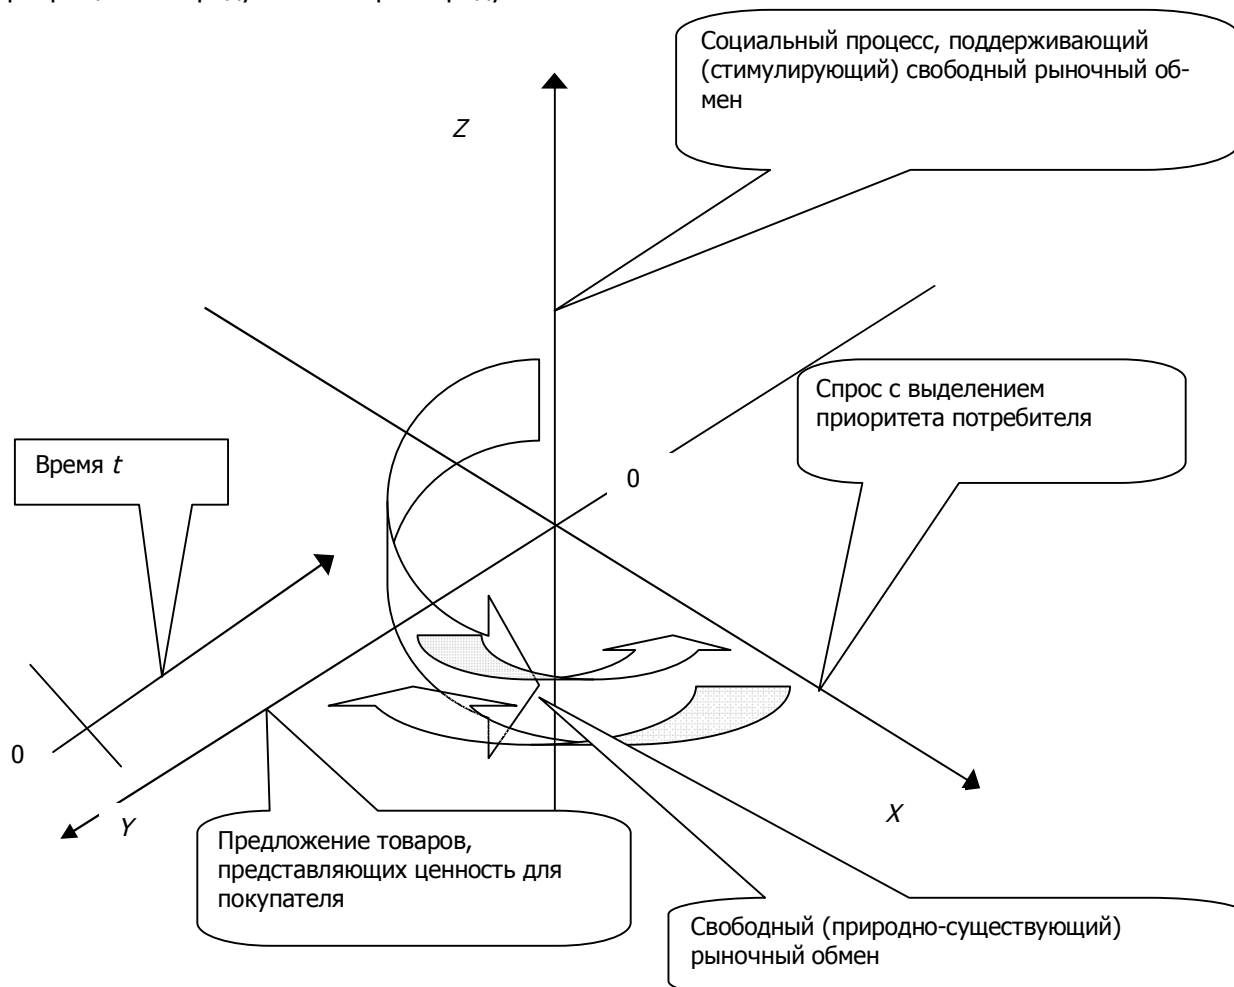 Социальный процесс, поддерживающий
(стимулирующий) свободный рыночный об-
мен
Z
Спрос с выделением
приоритета потребителя
Время t
0
0
Y
X
Предложение товаров,
представляющих ценность для
покупателя
Свободный (природно-существующий)
рыночный обмен